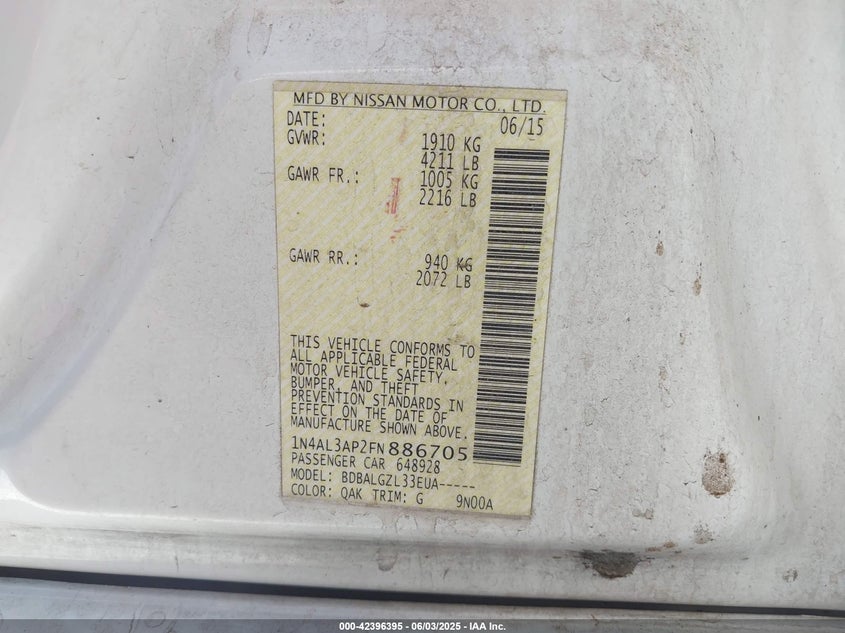 MFD BY NISSAN MOTOR CO., LTD.
DATE: 06/15
GVWR: 1910 KG
4211 LB
GAWR FR.: 1005 KG
2216 LB
GAWR RR.: 940 KG
2072 LB
THIS VEHICLE CONFORMS TO
ALL APPLICABLE FEDERAL
MOTOR VEHICLE SAFETY,
BUMPER, AND THEFT
PREVENTION STANDARDS IN
EFFECT ON THE DATE OF
MANUFACTURE SHOWN ABOVE.
1N4AL3AP2FN886705
PASSENGER CAR 648928
MODEL: BDBALGZL33EUA-----
COLOR: QAK TRIM: G 9N00A
000-42396395 - 06/03/2025 - IAA Inc.